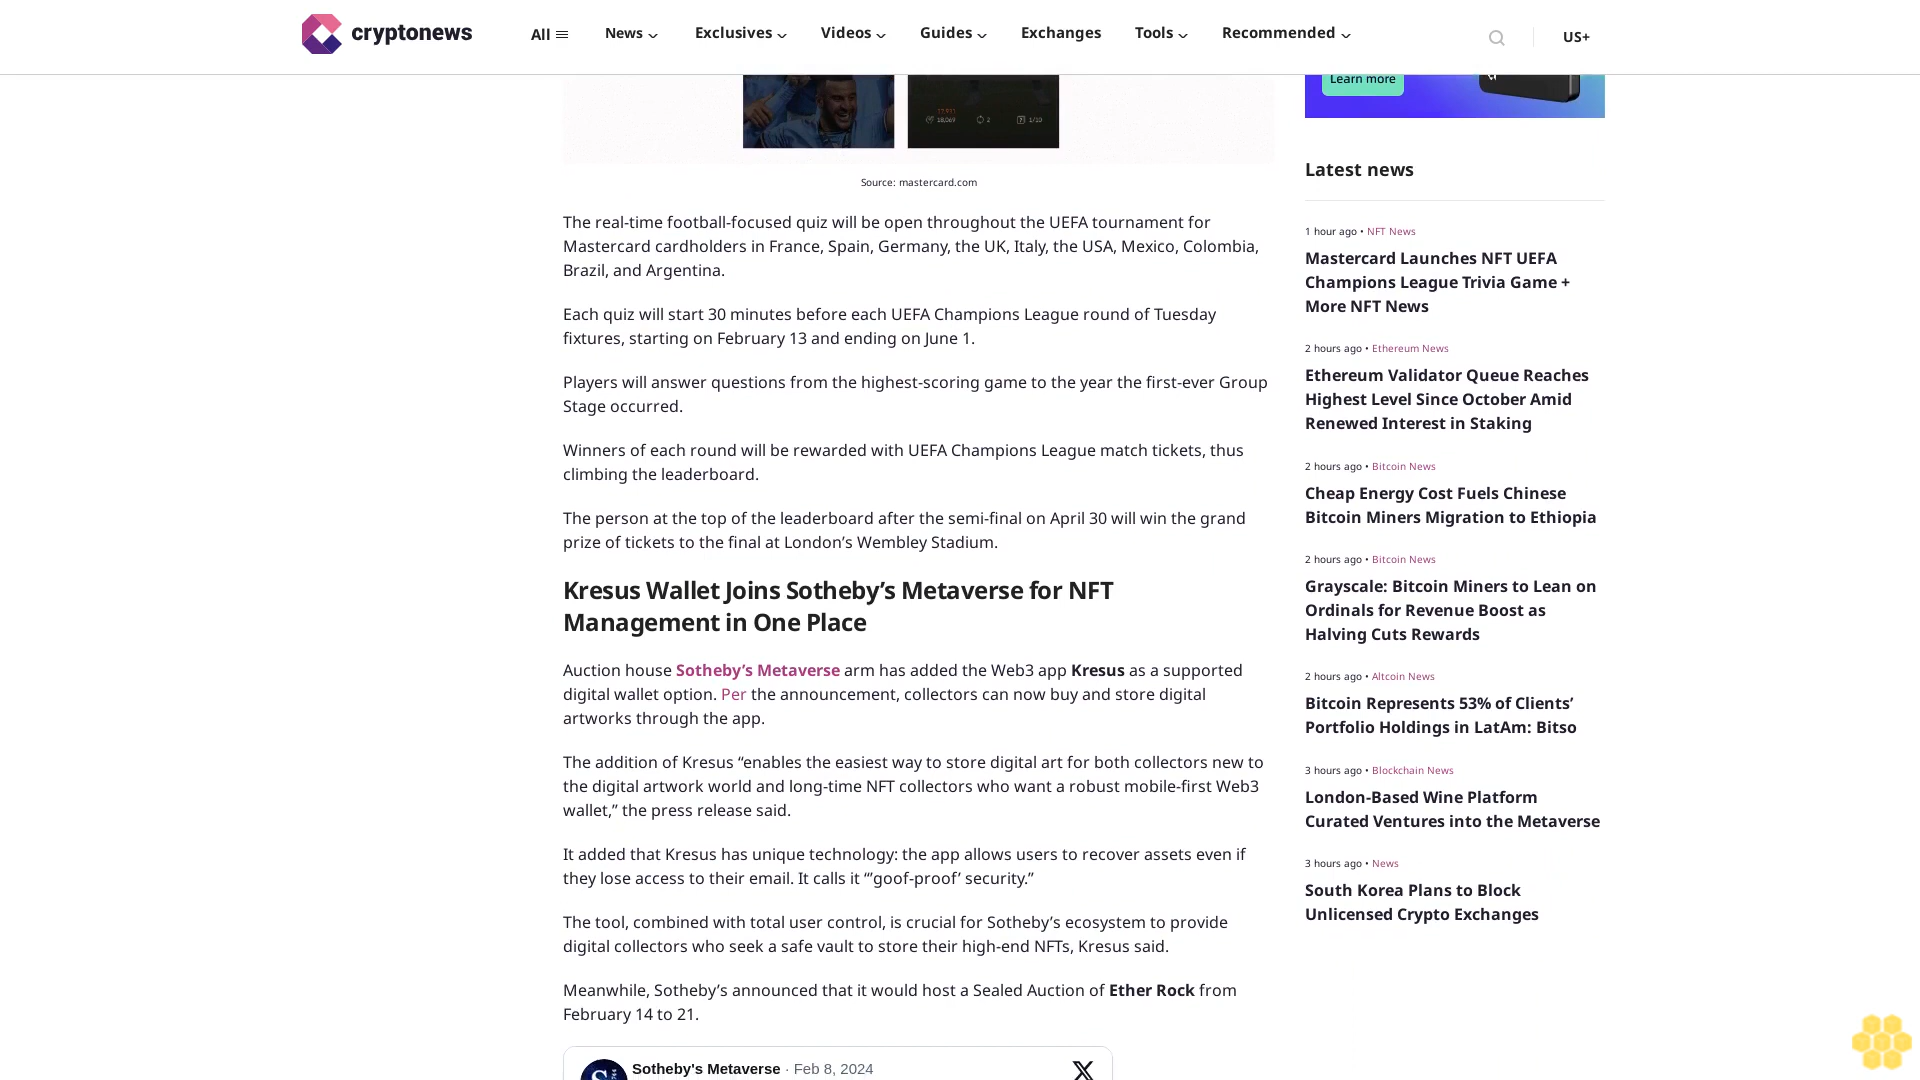 cryptonews
All
News
Exclusives
Videos
Guides
Exchanges
Tools
Recommended
US+
17,931
18,069
2
1/10
Source: mastercard.com
The real-time football-focused quiz will be open throughout the UEFA tournament for
Mastercard cardholders in France, Spain, Germany, the UK, Italy, the USA, Mexico, Colombia,
Brazil, and Argentina.
Each quiz will start 30 minutes before each UEFA Champions League round of Tuesday
fixtures, starting on February 13 and ending on June 1.
Players will answer questions from the highest-scoring game to the year the first-ever Group
Stage occurred.
Winners of each round will be rewarded with UEFA Champions League match tickets, thus
climbing the leaderboard.
The person at the top of the leaderboard after the semi-final on April 30 will win the grand
prize of tickets to the final at London’s Wembley Stadium.
Kresus Wallet Joins Sotheby’s Metaverse for NFT
Management in One Place
Auction house Sotheby’s Metaverse arm has added the Web3 app Kresus as a supported
digital wallet option. Per the announcement, collectors can now buy and store digital
artworks through the app.
The addition of Kresus “enables the easiest way to store digital art for both collectors new to
the digital artwork world and long-time NFT collectors who want a robust mobile-first Web3
wallet,” the press release said.
It added that Kresus has unique technology: the app allows users to recover assets even if
they lose access to their email. It calls it “’goof-proof’ security.”
The tool, combined with total user control, is crucial for Sotheby’s ecosystem to provide
digital collectors who seek a safe vault to store their high-end NFTs, Kresus said.
Meanwhile, Sotheby’s announced that it would host a Sealed Auction of Ether Rock from
February 14 to 21.
Sotheby's Metaverse · Feb 8, 2024
Learn more
Latest news
1 hour ago • NFT News
Mastercard Launches NFT UEFA
Champions League Trivia Game +
More NFT News
2 hours ago • Ethereum News
Ethereum Validator Queue Reaches
Highest Level Since October Amid
Renewed Interest in Staking
2 hours ago • Bitcoin News
Cheap Energy Cost Fuels Chinese
Bitcoin Miners Migration to Ethiopia
2 hours ago • Bitcoin News
Grayscale: Bitcoin Miners to Lean on
Ordinals for Revenue Boost as
Halving Cuts Rewards
2 hours ago • Altcoin News
Bitcoin Represents 53% of Clients’
Portfolio Holdings in LatAm: Bitso
3 hours ago • Blockchain News
London-Based Wine Platform
Curated Ventures into the Metaverse
3 hours ago • News
South Korea Plans to Block
Unlicensed Crypto Exchanges